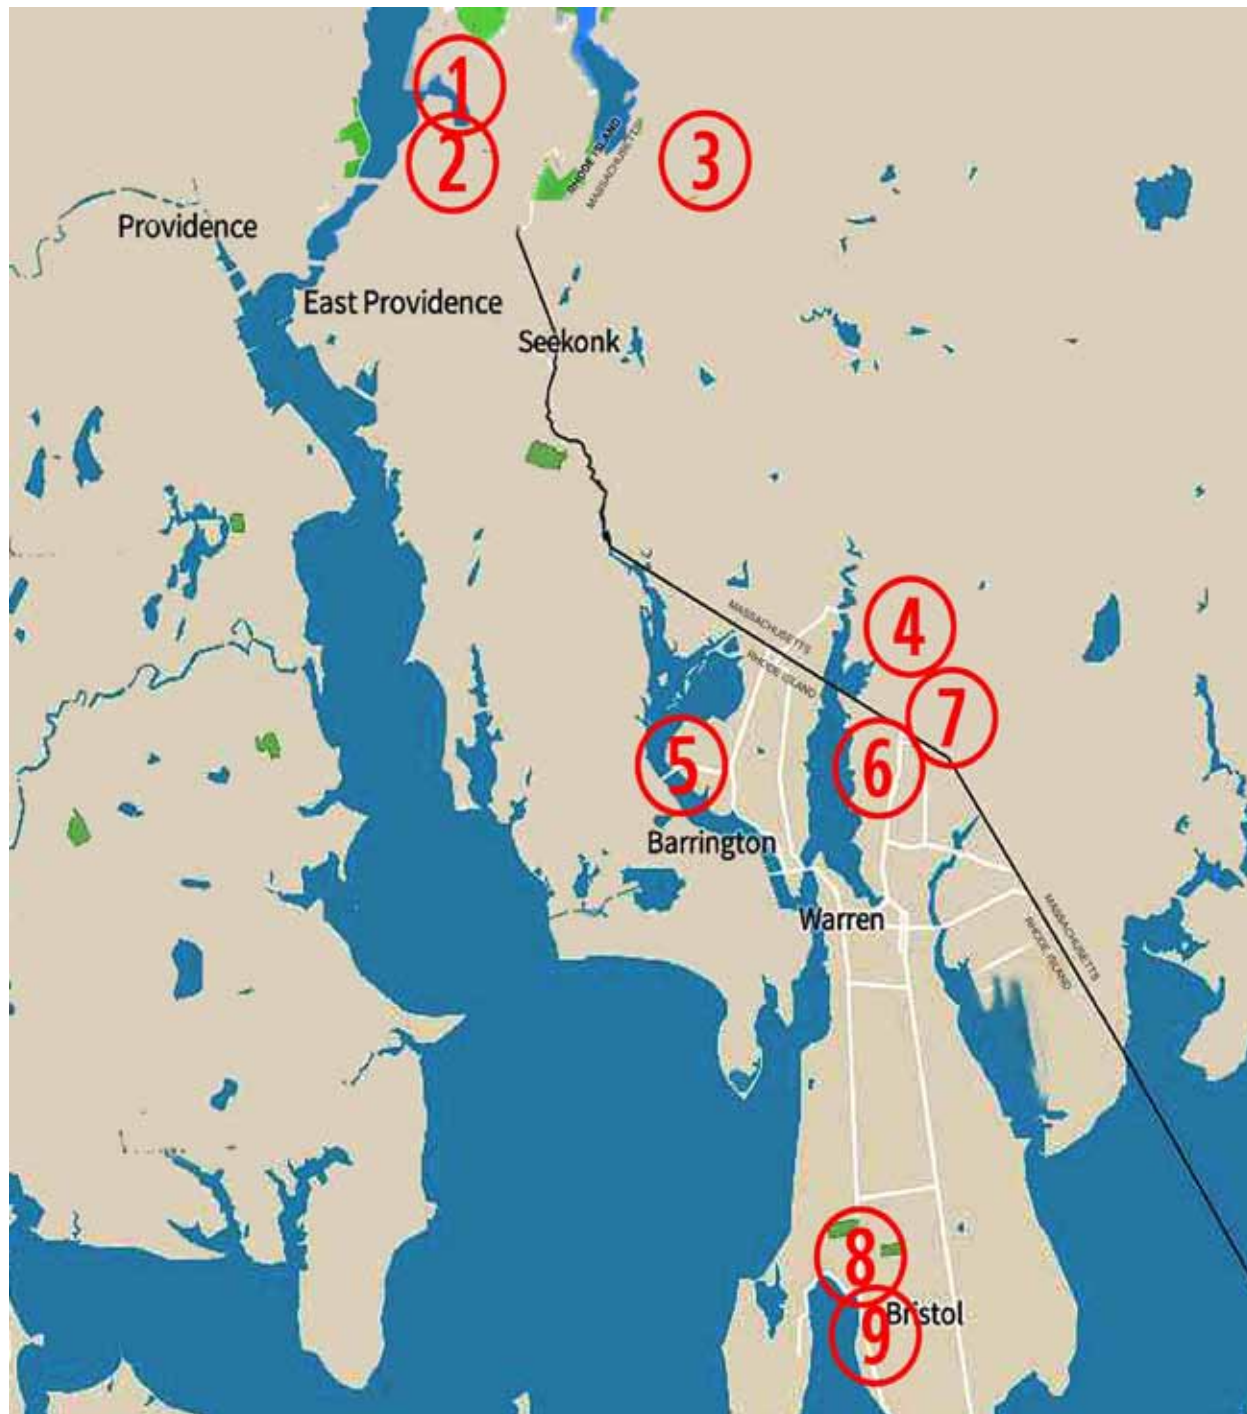 1
2
3
RHODE ISLAND
MASSACHUSETTS
Providence
East Providence
Seekonk
MASSACHUSETTS
RHODE ISLAND
4
7
5
6
Barrington
Warren
MASSACHUSETTS
RHODE ISLAND
8
9
Bristol